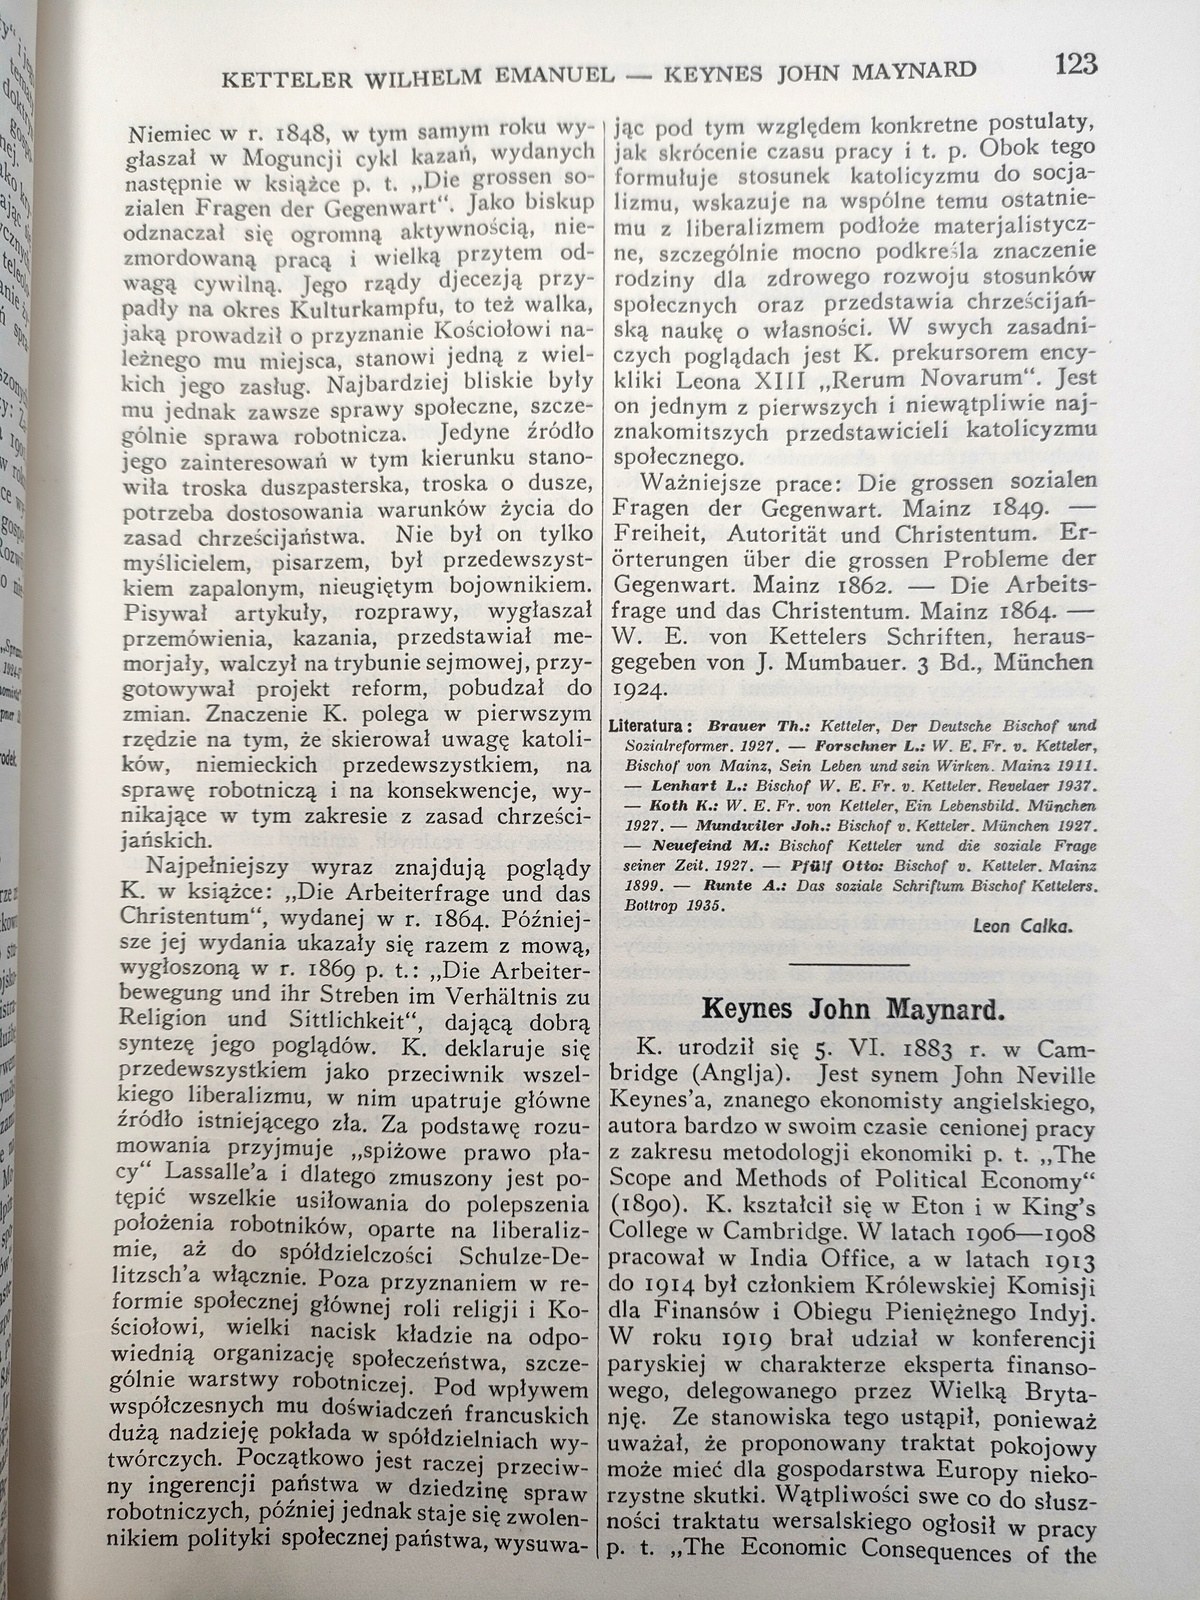 KETTELER WILHELM EMANUEL — KEYNES JOHN MAYNARD
123
Niemiec w r. 1848, w tym samym roku wy-
głaszał w Moguncji cykl kazań, wydanych
następnie w książce p. t. „Die grossen so-
zialen Fragen der Gegenwart“. Jako biskup
odznaczał się ogromną aktywnością, nie-
zmordowaną pracą i wielką przytem od-
wagą cywilną. Jego rządy djecezją przy-
padły na okres Kulturkampfu, to też walka,
jaką prowadził o przyznanie Kościołowi na-
leżnego mu miejsca, stanowi jedną z wiel-
kich jego zasług. Najbardziej bliskie były
mu jednak zawsze sprawy społeczne, szcze-
gólnie sprawa robotnicza. Jedyne źródło
jego zainteresowań w tym kierunku stano-
wiła troska duszpasterska, troska o dusze,
potrzeba dostosowania warunków życia do
zasad chrześcijaństwa. Nie był on tylko
myślicielem, pisarzem, był przedewszyst-
kiem zapalonym, nieugiętym bojownikiem.
Pisywał artykuły, rozprawy, wygłaszał
przemówienia, kazania, przedstawiał me-
morjały, walczył na trybunie sejmowej, przy-
gotowywał projekt reform, pobudzał do
zmian. Znaczenie K. polega w pierwszym
rzędzie na tym, że skierował uwagę katoli-
ków, niemieckich przedewszystkiem, na
sprawę robotniczą i na konsekwencje, wy-
nikające w tym zakresie z zasad chrześci-
jańskich.
Najpełniejszy wyraz znajdują poglądy
K. w książce: „Die Arbeiterfrage und das
Christentum“, wydanej w r. 1864. Później-
sze jej wydania ukazały się razem z mową,
wygłoszoną w r. 1869 p. t.: „Die Arbeiter-
bewegung und ihr Streben im Verhältnis zu
Religion und Sittlichkeit“, dającą dobrą
syntezę jego poglądów. K. deklaruje się
przedewszystkiem jako przeciwnik wszel-
kiego liberalizmu, w nim upatruje główne
źródło istniejącego zła. Za podstawę rozu-
mowania przyjmuje „spiżowe prawo pła-
cy“ Lassalle’a i dlatego zmuszony jest po-
tępić wszelkie usiłowania do polepszenia
położenia robotników, oparte na liberaliz-
mie, aż do spółdzielczości Schulze-De-
litzsch’a włącznie. Poza przyznaniem w re-
formie społecznej głównej roli religji i Ko-
ściołowi, wielki nacisk kładzie na odpo-
wiednią organizację społeczeństwa, szcze-
gólnie warstwy robotniczej. Pod wpływem
współczesnych mu doświadczeń francuskich
dużą nadzieję pokłada w spółdzielniach wy-
twórczych. Początkowo jest raczej przeciw-
ny ingerencji państwa w dziedzinę spraw
robotniczych, później jednak staje się zwolen-
nikiem polityki społecznej państwa, wysuwa-
jąc pod tym względem konkretne postulaty,
jak skrócenie czasu pracy i t. p. Obok tego
formułuje stosunek katolicyzmu do socja-
lizmu, wskazuje na wspólne temu ostatnie-
mu z liberalizmem podłoże materjalistycz-
ne, szczególnie mocno podkreśla znaczenie
rodziny dla zdrowego rozwoju stosunków
społecznych oraz przedstawia chrześcijań-
ską naukę o własności. W swych zasadni-
czych poglądach jest K. prekursorem ency-
kliki Leona XIII „Rerum Novarum“. Jest
on jednym z pierwszych i niewątpliwie naj-
znakomitszych przedstawicieli katolicyzmu
społecznego.
Ważniejsze prace: Die grossen sozialen
Fragen der Gegenwart. Mainz 1849. —
Freiheit, Autorität und Christentum. Er-
örterungen über die grossen Probleme der
Gegenwart. Mainz 1862. — Die Arbeits-
frage und das Christentum. Mainz 1864. —
W. E. von Kettelers Schriften, heraus-
gegeben von J. Mumbauer. 3 Bd., München
1924.
Literatura: Brauer Th.: Ketteler, Der Deutsche Bischof und
Sozialreformer. 1927. — Forschner L.: W. E. Fr. v. Ketteler,
Bischof von Mainz, Sein Leben und sein Wirken. Mainz 1911.
— Lenhart L.: Bischof W. E. Fr. v. Ketteler. Revelaer 1937.
— Koth K.: W. E. Fr. von Ketteler, Ein Lebensbild. München
1927. — Mundwiler Joh.: Bischof v. Ketteler. München 1927.
— Neuefeind M.: Bischof Ketteler und die soziale Frage
seiner Zeit. 1927. — Pfülf Otto: Bischof v. Ketteler. Mainz
1899. — Runte A.: Das soziale Schriftum Bischof Kettelers.
Bottrop 1935.
Leon Całka.
Keynes John Maynard.
K. urodził się 5. VI. 1883 r. w Cam-
bridge (Anglja). Jest synem John Neville
Keynes’a, znanego ekonomisty angielskiego,
autora bardzo w swoim czasie cenionej pracy
z zakresu metodologji ekonomiki p. t. „The
Scope and Methods of Political Economy“
(1890). K. kształcił się w Eton i w King’s
College w Cambridge. W latach 1906—1908
pracował w India Office, a w latach 1913
do 1914 był członkiem Królewskiej Komisji
dla Finansów i Obiegu Pieniężnego Indyj.
W roku 1919 brał udział w konferencji
paryskiej w charakterze eksperta finanso-
wego, delegowanego przez Wielką Bryta-
nję. Ze stanowiska tego ustąpił, ponieważ
uważał, że proponowany traktat pokojowy
może mieć dla gospodarstwa Europy nieko-
rzystne skutki. Wątpliwości swe co do słusz-
ności traktatu wersalskiego ogłosił w pracy
p. t. „The Economic Consequences of the